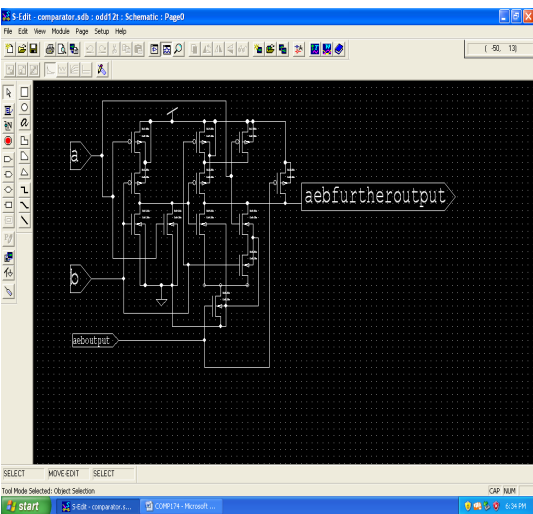 S-Edit - comparator.sdb : odd12t : Schematic : Page0
File Edit View Module Page Setup Help
( -50, 13)
a
aebfurtheroutput
b
aeboutput
SELECT MOVE-EDIT SELECT
Tool Mode Selected: Object Selection
CAP NUM
start
S-Edit - comparator.s...
COMP174 - Microsoft ...
6:34 PM